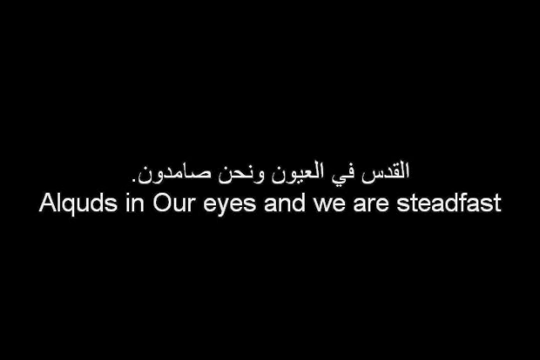 القدس في العيون ونحن صامدون.
Alquds in Our eyes and we are steadfast